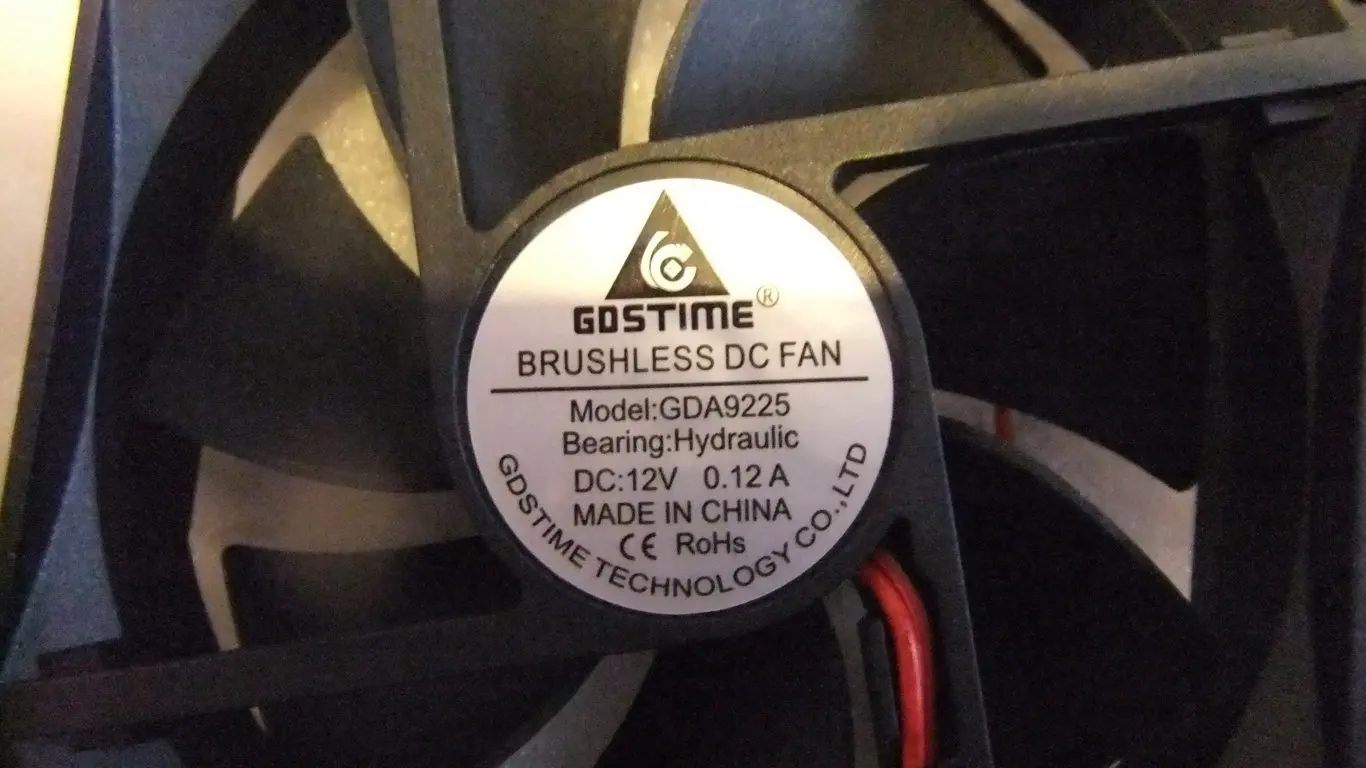 GDSTIME®
BRUSHLESS DC FAN
Model:GDA9225
Bearing:Hydraulic
DC:12V 0.12 A
MADE IN CHINA
CE RoHs
GDSTIME TECHNOLOGY CO.,LTD